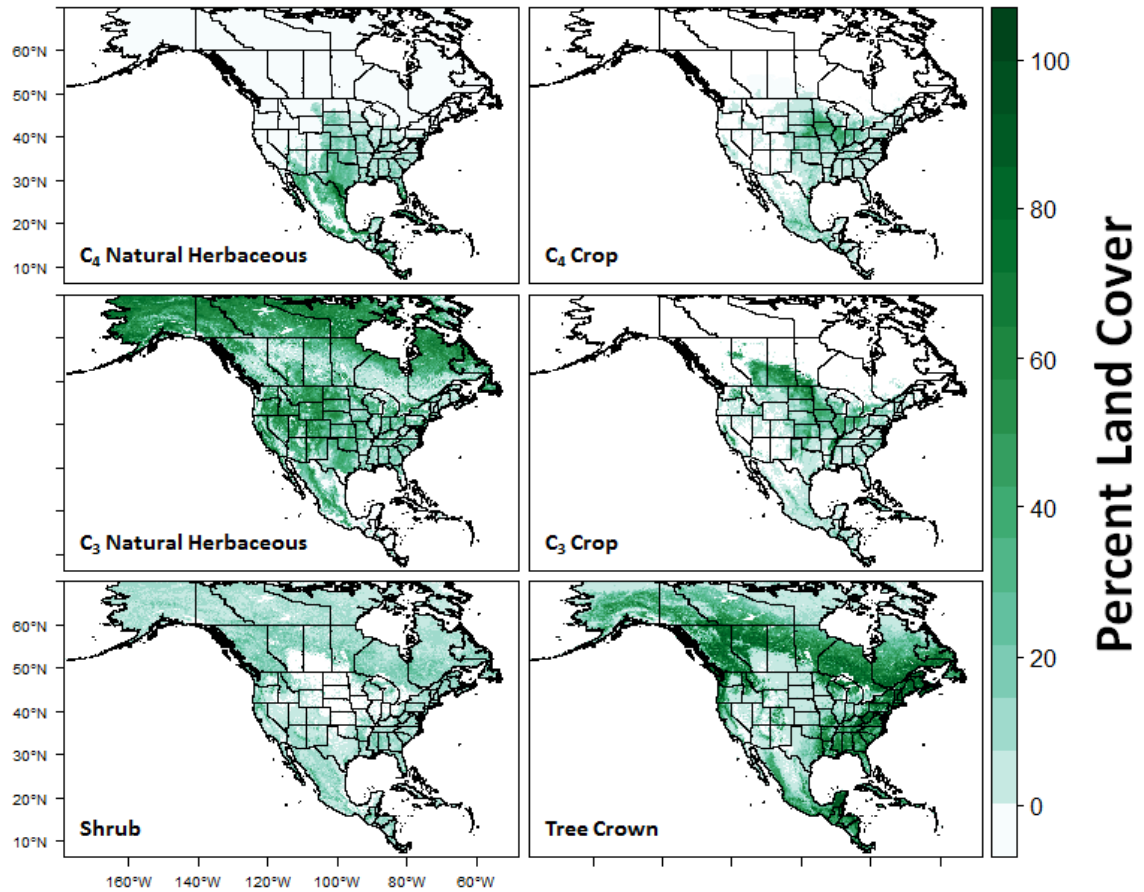 60°N
50°N
40°N
30°N
20°N
10°N
C₄ Natural Herbaceous
C₄ Crop
C₃ Natural Herbaceous
C₃ Crop
60°N
50°N
40°N
30°N
20°N
10°N
Shrub
Tree Crown
160°W 140°W 120°W 100°W 80°W 60°W
100
80
60
40
20
0
Percent Land Cover